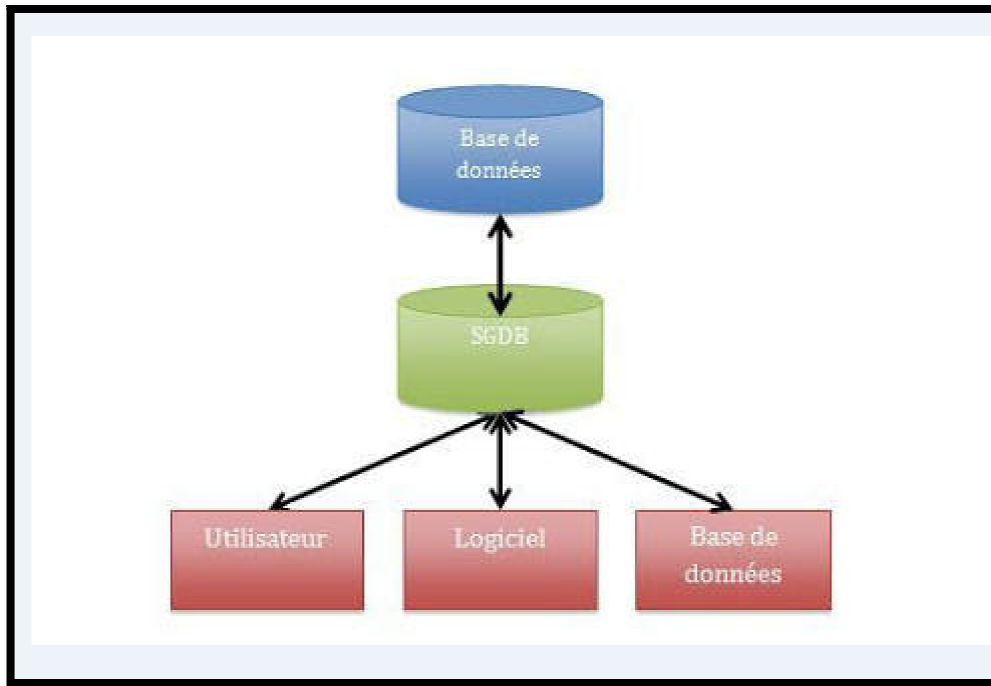 Base de
données
SGDB
Utilisateur
Logiciel
Base de
données